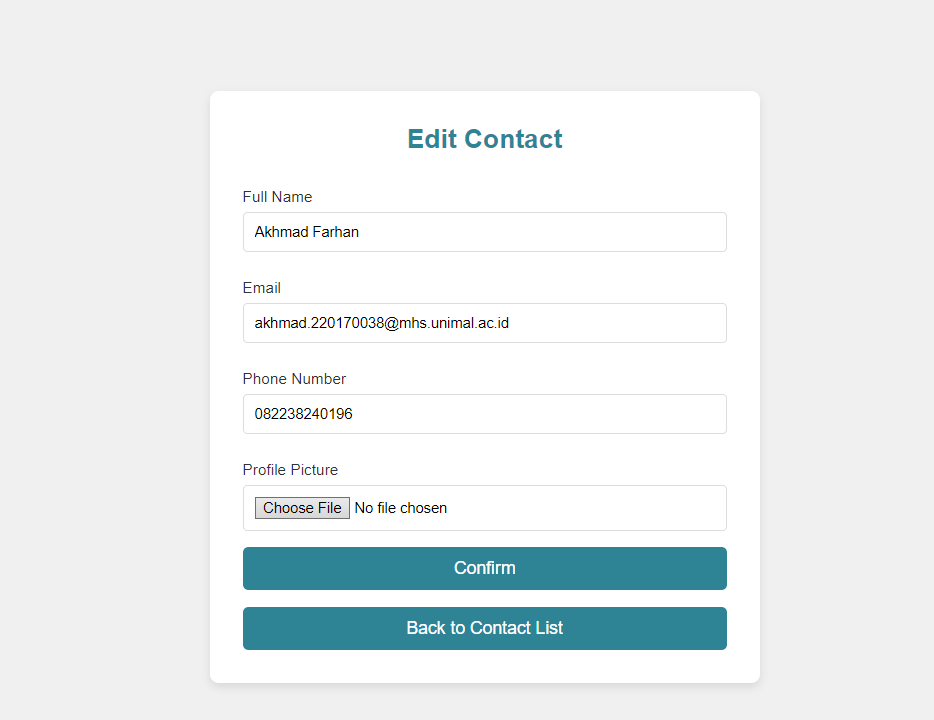 Edit Contact
Full Name
Akhmad Farhan
Email
akhmad.220170038@mhs.unimal.ac.id
Phone Number
082238240196
Profile Picture
Choose File No file chosen
Confirm
Back to Contact List